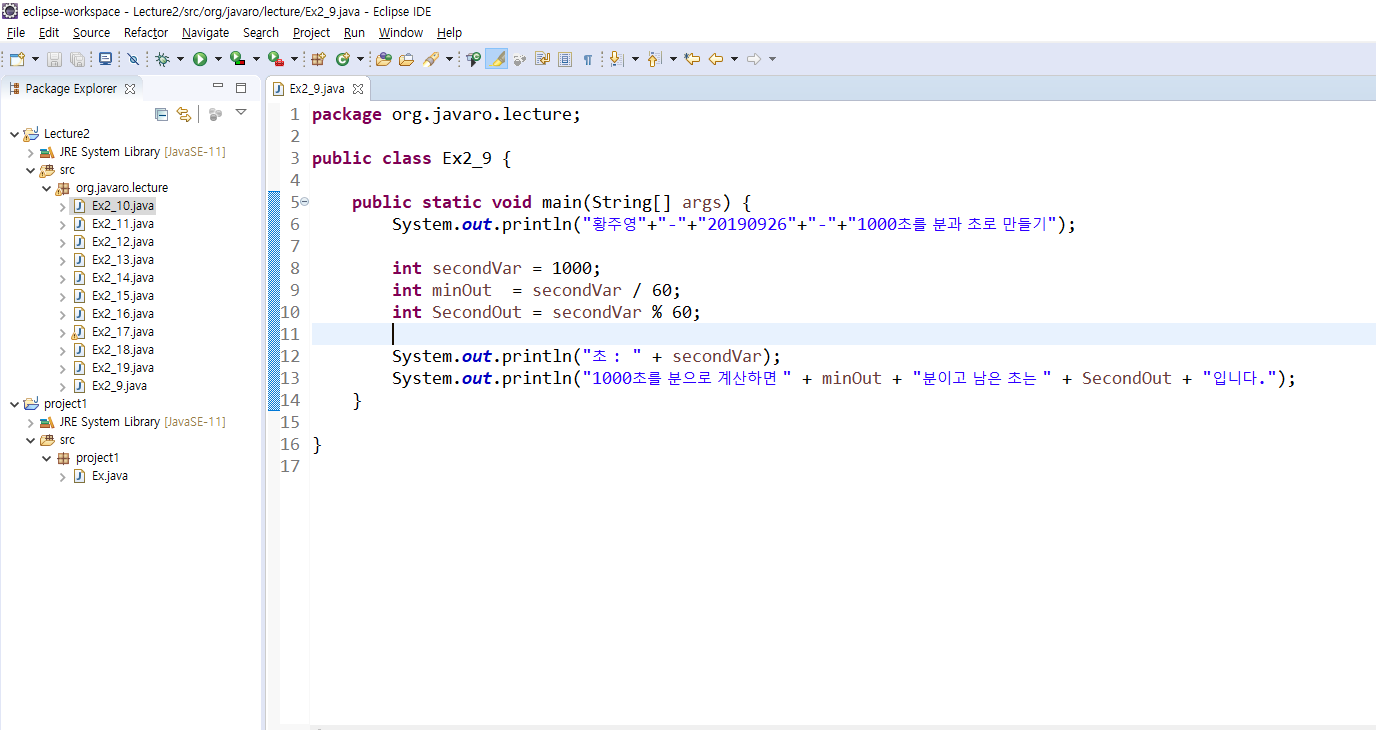 eclipse-workspace - Lecture2/src/org/javaro/lecture/Ex2_9.java - Eclipse IDE
File Edit Source Refactor Navigate Search Project Run Window Help
Package Explorer
Lecture2
JRE System Library [JavaSE-11]
src
org.javaro.lecture
Ex2_10.java
Ex2_11.java
Ex2_12.java
Ex2_13.java
Ex2_14.java
Ex2_15.java
Ex2_16.java
Ex2_17.java
Ex2_18.java
Ex2_19.java
Ex2_9.java
project1
JRE System Library [JavaSE-11]
src
project1
Ex.java
Ex2_9.java
1 package org.javaro.lecture;
2
3 public class Ex2_9 {
4
5 public static void main(String[] args) {
6 System.out.println("황주영"+"-"+"20190926"+"-"+"1000초를 분과 초로 만들기");
7
8 int secondVar = 1000;
9 int minOut  = secondVar / 60;
10 int SecondOut = secondVar % 60;
11
12 System.out.println("초 : " + secondVar);
13 System.out.println("1000초를 분으로 계산하면 " + minOut + "분이고 남은 초는 " + SecondOut + "입니다.");
14 }
15
16 }
17